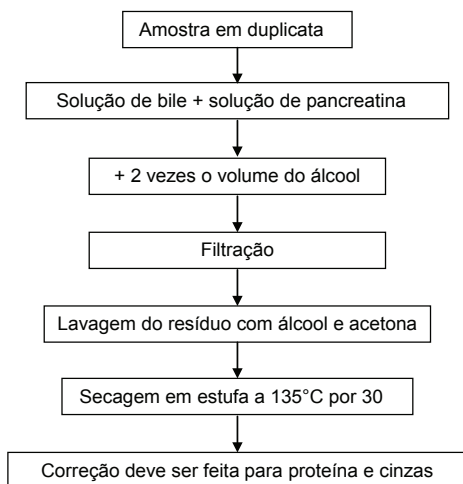 Amostra em duplicata
Solução de bile + solução de pancreatina
+ 2 vezes o volume do álcool
Filtração
Lavagem do resíduo com álcool e acetona
Secagem em estufa a 135°C por 30
Correção deve ser feita para proteína e cinzas